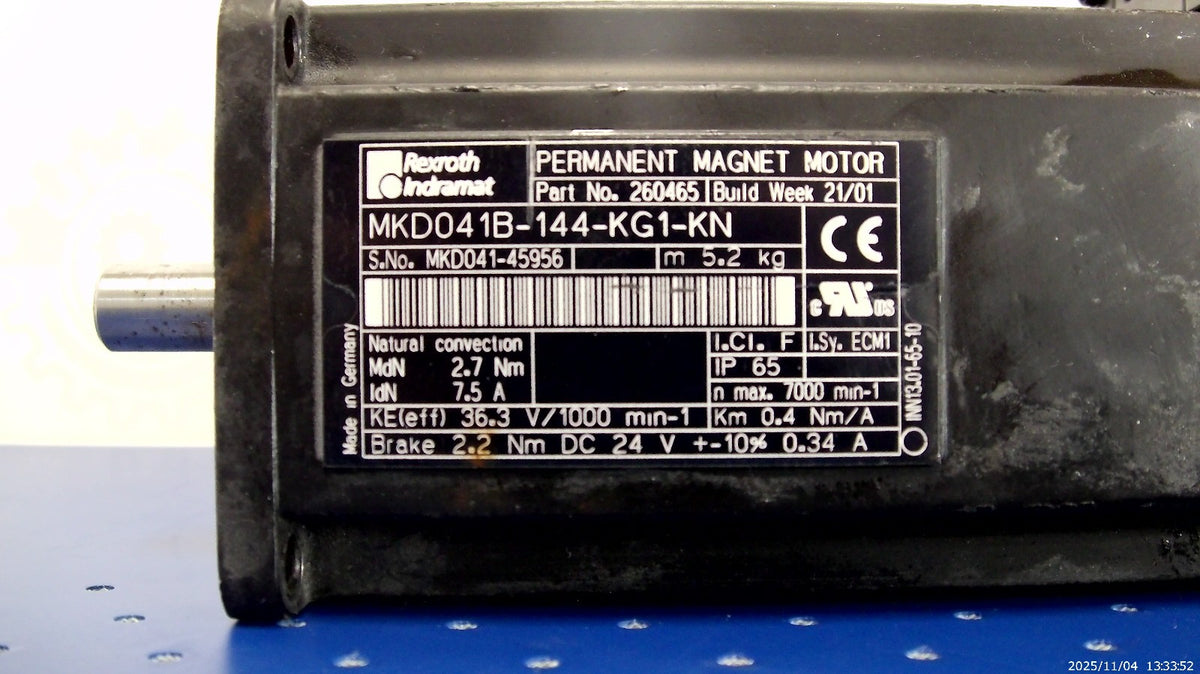 Rexroth
Indramat
PERMANENT MAGNET MOTOR
Part No. 260465 Build Week 21/01
MKD041B-144-KG1-KN
CE
S.No. MKD041-45956 m 5.2 kg
c RU US
Natural convection
MdN 2.7 Nm
IdN 7.5 A
I.Cl. F I.Sy. ECM1
IP 65
n max. 7000 min-1
KE(eff) 36.3 V/1000 min-1 Km 0.4 Nm/A
Brake 2.2 Nm DC 24 V +-10% 0.34 A
Made in Germany
INN13.01-65-10
2025/11/04 13:33:52